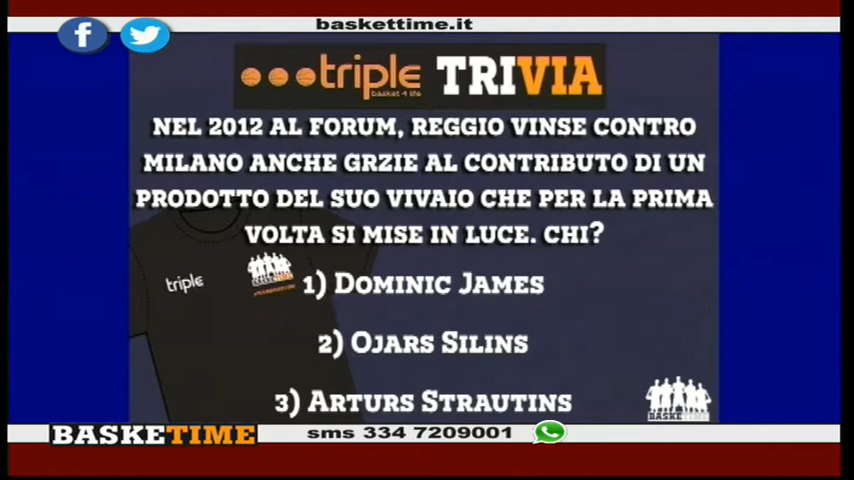 baskettime.it
triple TRIVIA
basket 4 life
NEL 2012 AL FORUM, REGGIO VINSE CONTRO
MILANO ANCHE GRZIE AL CONTRIBUTO DI UN
PRODOTTO DEL SUO VIVAIO CHE PER LA PRIMA
VOLTA SI MISE IN LUCE. CHI?
triple
1) DOMINIC JAMES
2) OJARS SILINS
3) ARTURS STRAUTINS
BASKETIME
BASKETIME sms 334 7209001